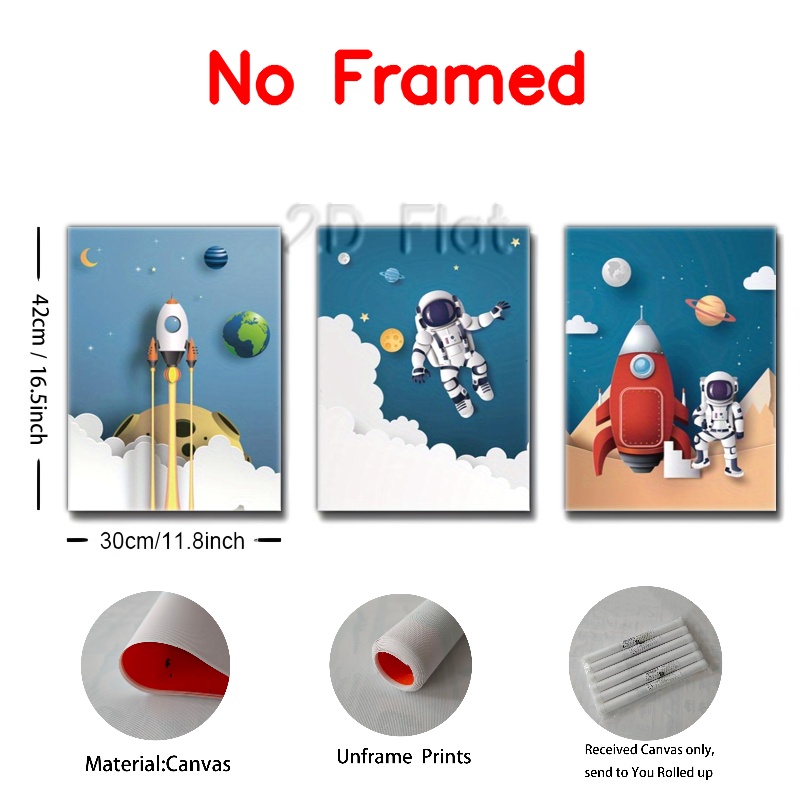 No Framed
2D Flat
42cm / 16.5inch
30cm/11.8inch
Material:Canvas
Unframe Prints
Received Canvas only,
send to You Rolled up